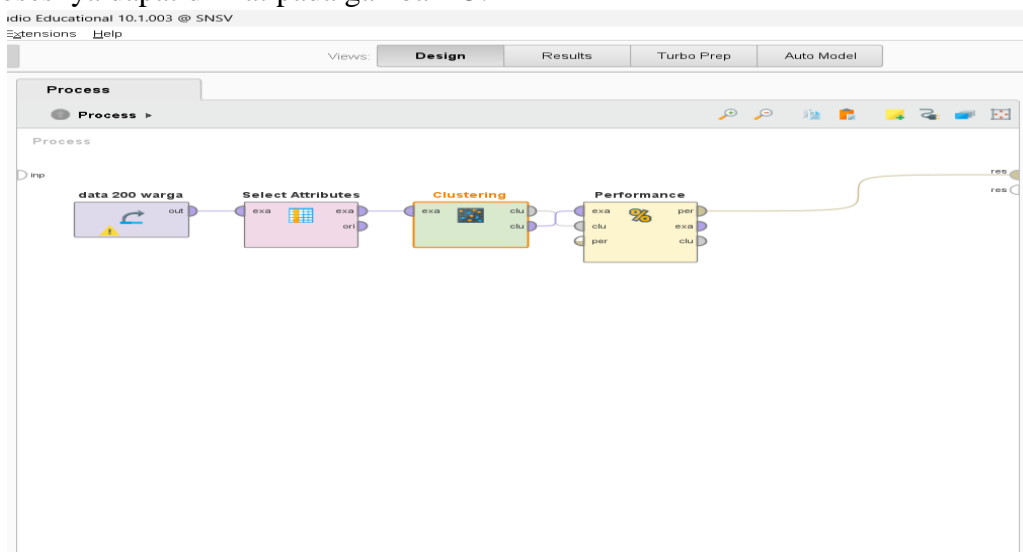 dio Educational 10.1.003 @ SNSV
Extensions Help
Views: Design Results Turbo Prep Auto Model
Process
Process
Process
inp
res
res
data 200 warga
out
Select Attributes
exa exa
ori
Clustering
exa clu
clu
Performance
% 
exa per
clu exa
per clu